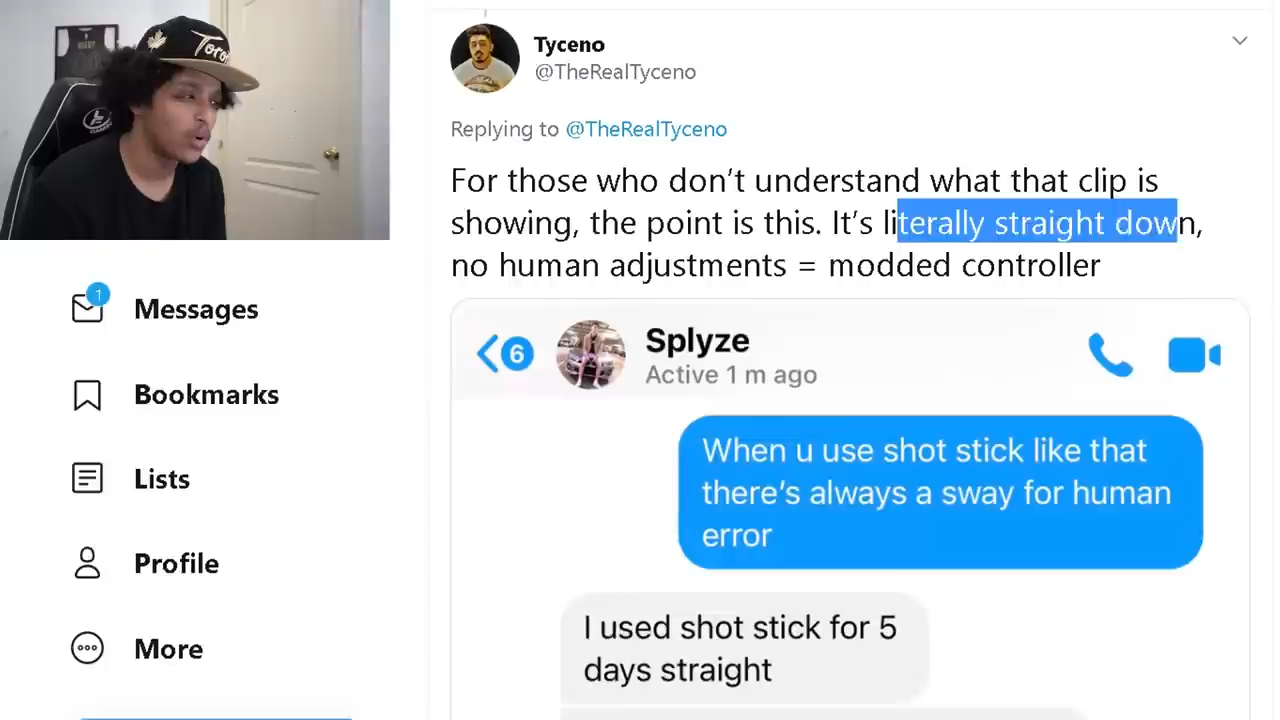 Toro
Tyceno
@TheRealTyceno
Replying to @TheRealTyceno
For those who don’t understand what that clip is
showing, the point is this. It’s literally straight down,
no human adjustments = modded controller
1
Messages
Bookmarks
Lists
Profile
More
6
Splyze
Active 1 m ago
When u use shot stick like that
there’s always a sway for human
error
I used shot stick for 5
days straight